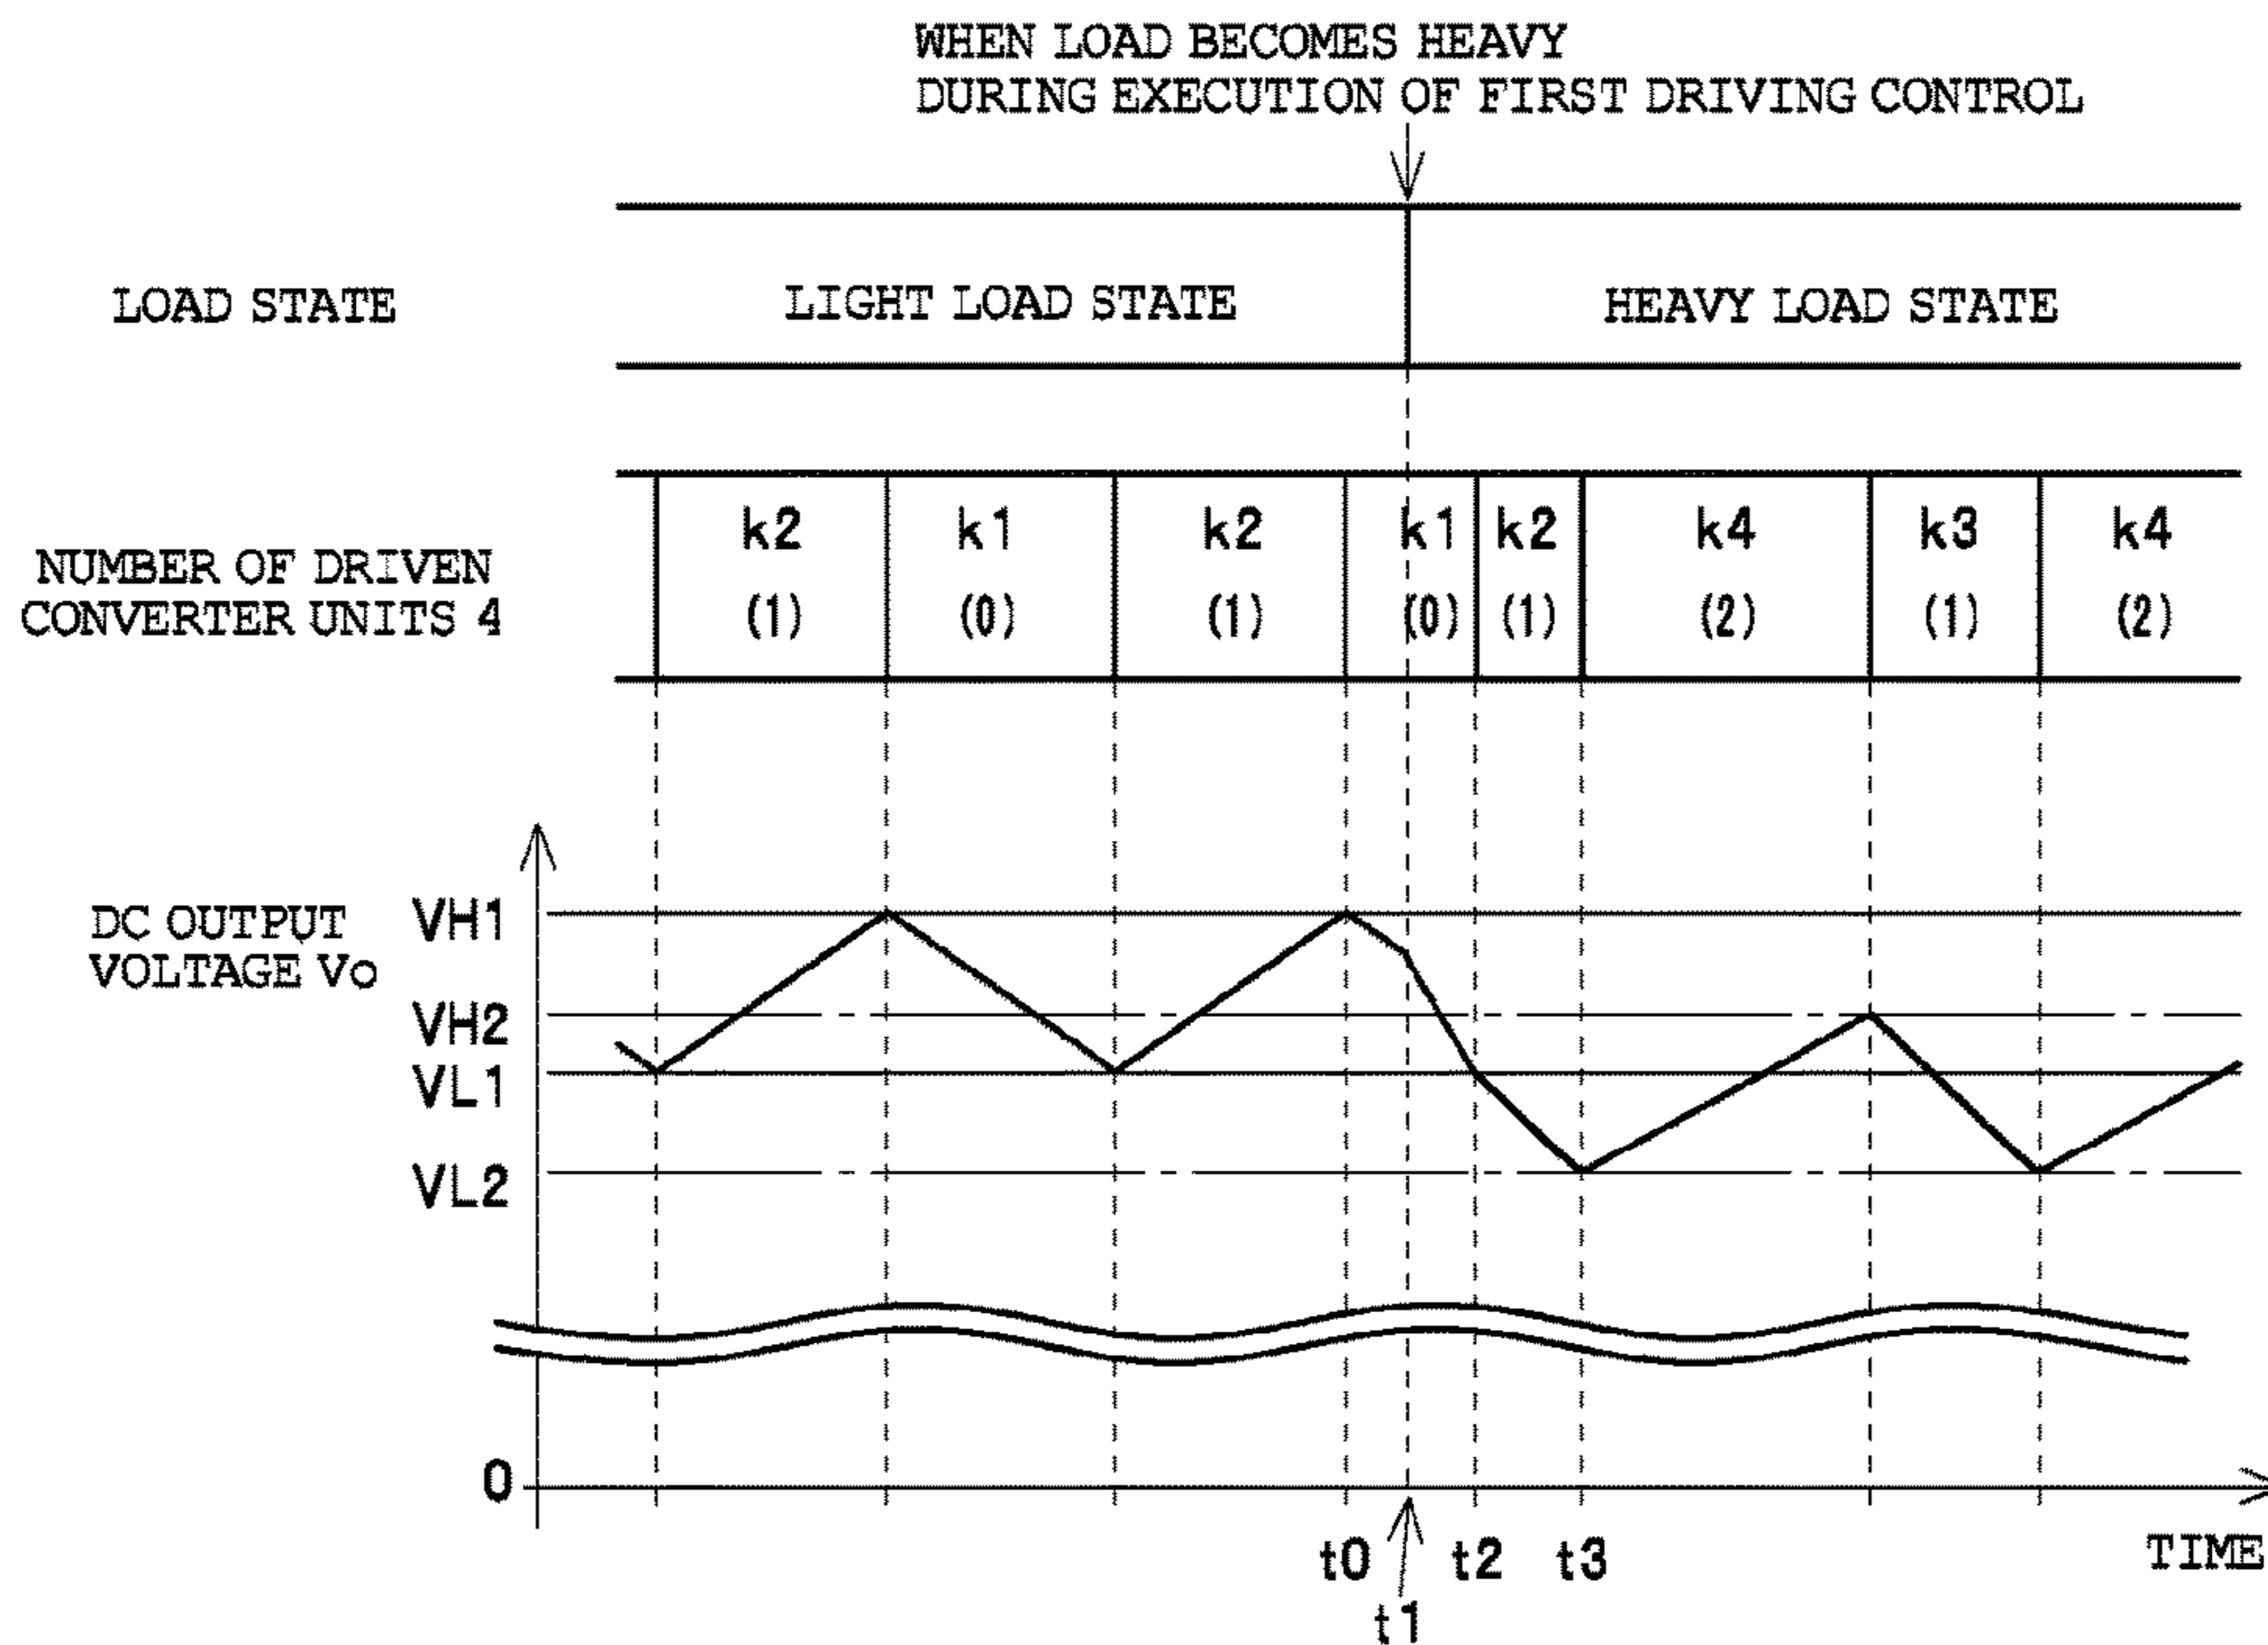 WHEN LOAD BECOMES HEAVY
DURING EXECUTION OF FIRST DRIVING CONTROL
LOAD STATE
LIGHT LOAD STATE
HEAVY LOAD STATE
NUMBER OF DRIVEN
CONVERTER UNITS 4
k2 k1 k2 k1 k2 k4 k3 k4
(1) (0) (1) (0) (1) (2) (1) (2)
DC OUTPUT
VOLTAGE Vo
VH1
VH2
VL1
VL2
0
t0 t2 t3
t1
TIME